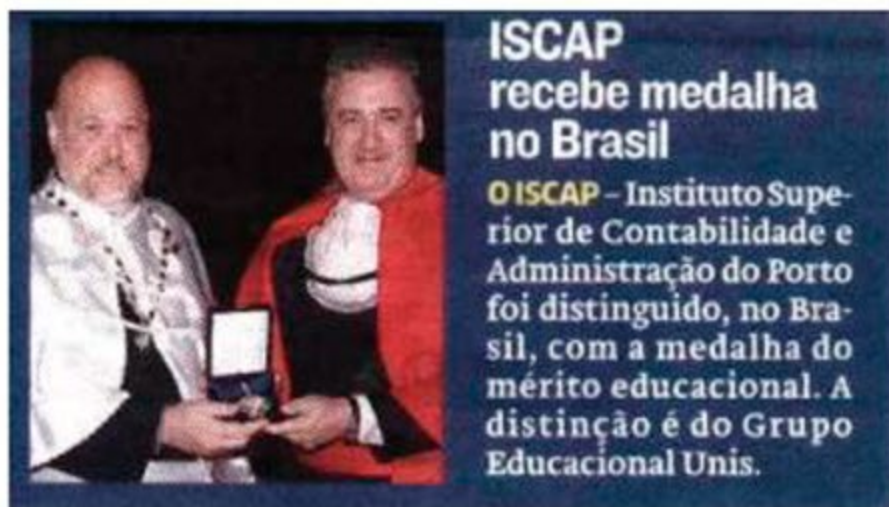 ISCAP
recebe medalha
no Brasil
O ISCAP – Instituto Supe-
rior de Contabilidade e
Administração do Porto
foi distinguido, no Bra-
sil, com a medalha do
mérito educacional. A
distinção é do Grupo
Educacional Unis.